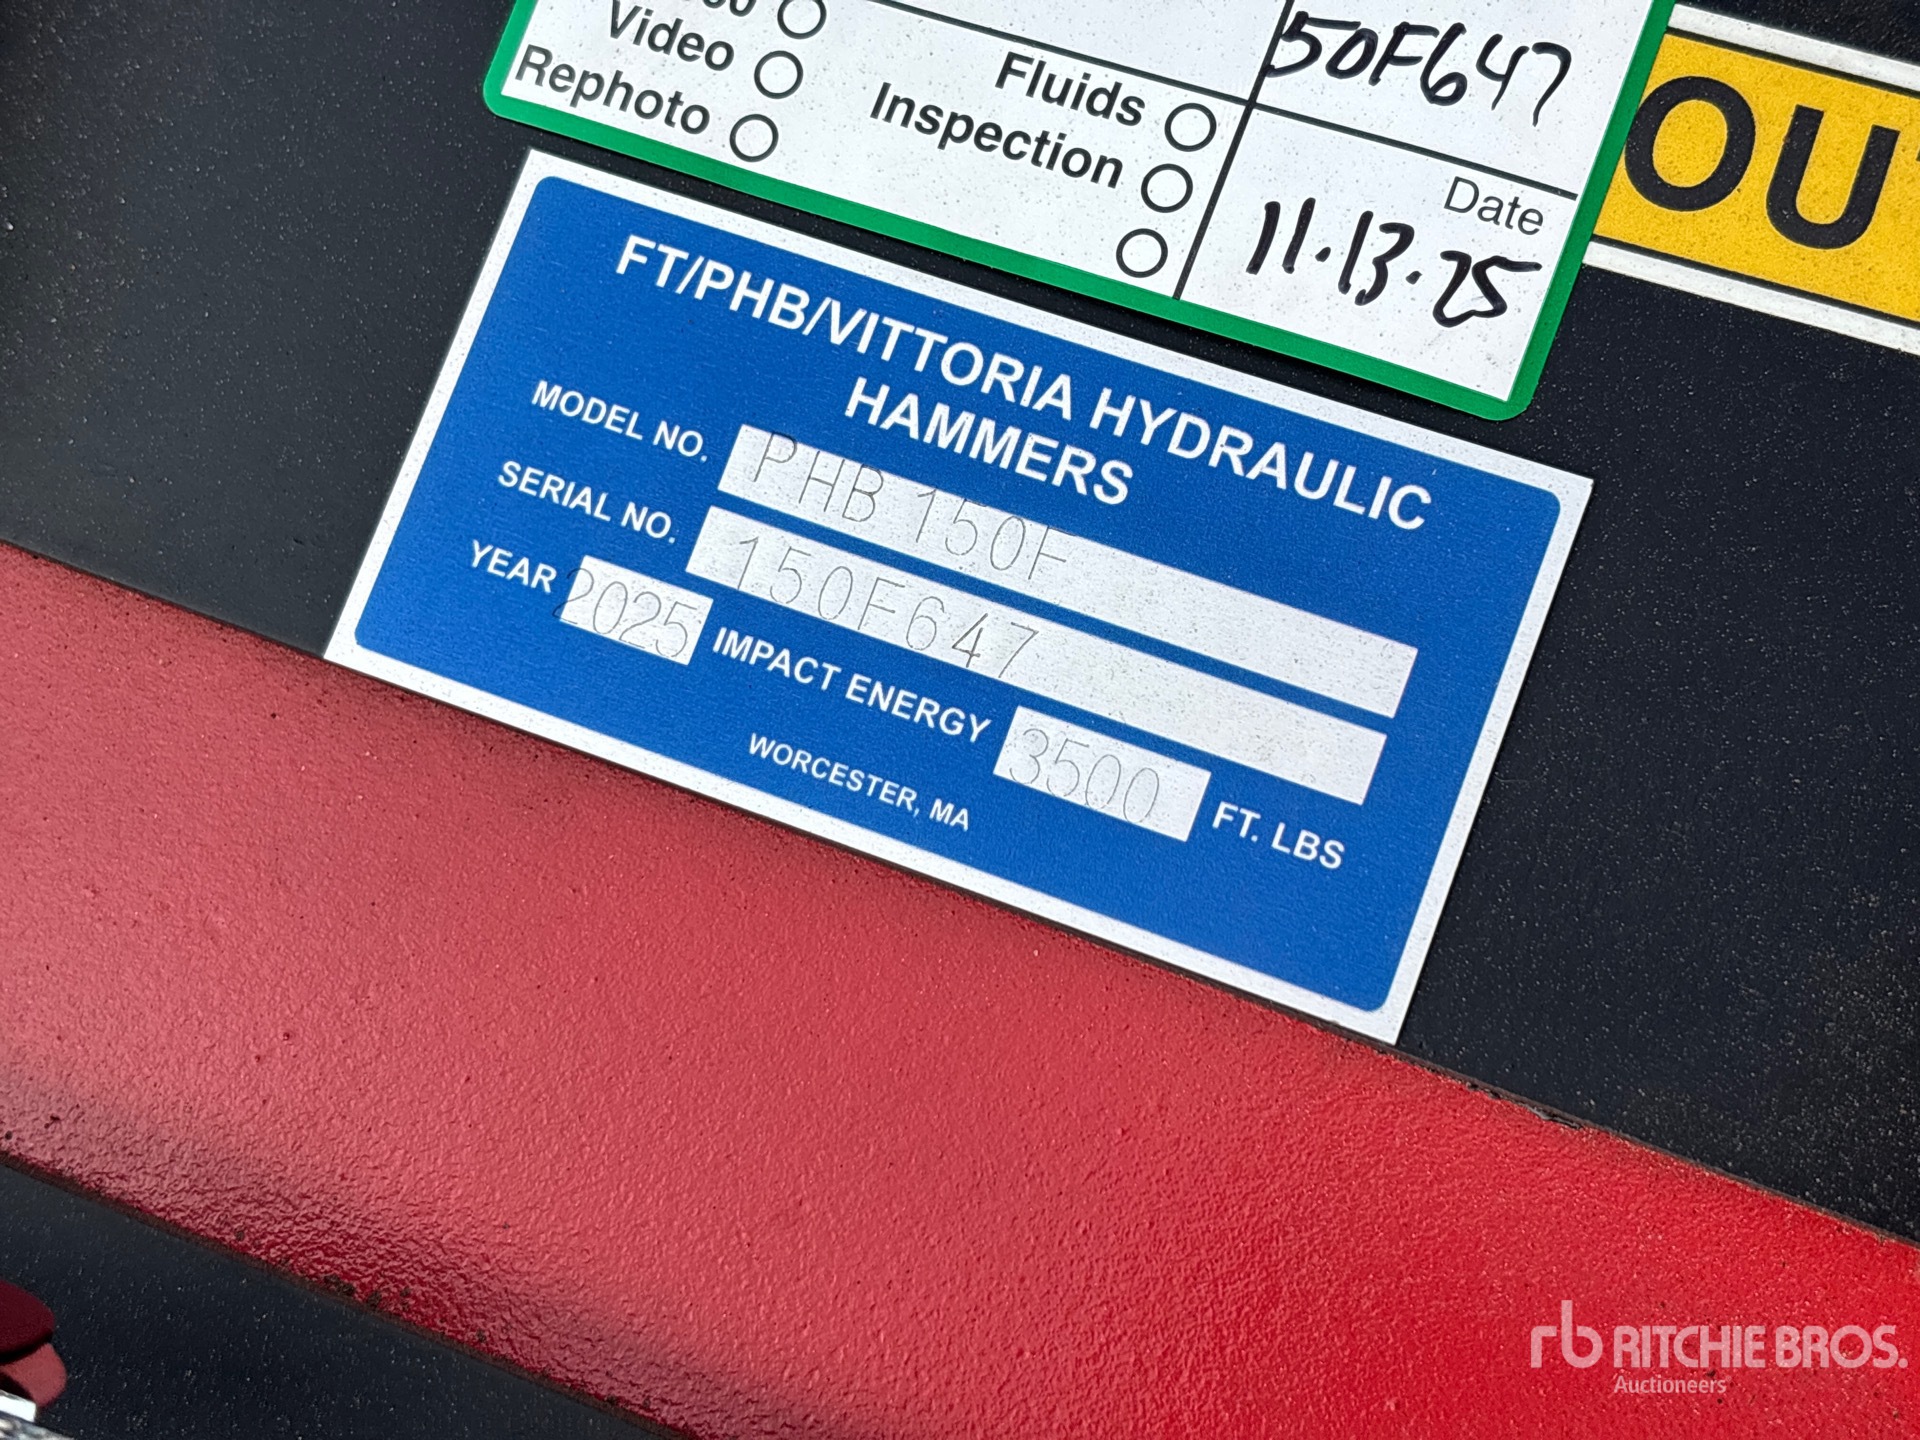 Video
Rephoto
Fluids
Inspection
50F647
Date
11.13.25
OU
FT/PHB/VITTORIA HYDRAULIC
HAMMERS
MODEL NO. PHB 150F
SERIAL NO. 150F647
YEAR 2025 IMPACT ENERGY 3500 FT. LBS
WORCESTER, MA
rb RITCHIE BROS.
Auctioneers